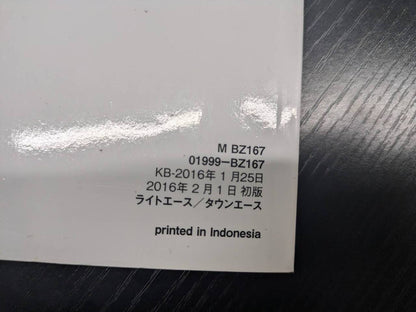 M BZ167
01999-BZ167
KB-2016年 1 月25日
2016年 2 月 1 日 初版
ライトエース／タウンエース
printed in Indonesia